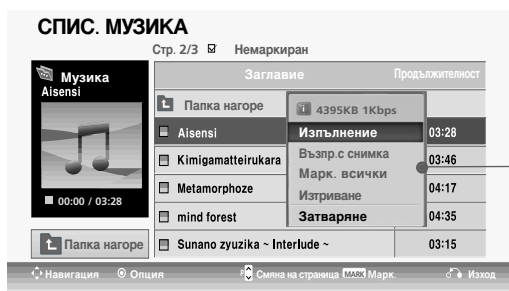 СПИС. МУЗИКА
Стр. 2/3 Немаркиран
Музика
Aisensi
00:00 / 03:28
Папка нагоре
Заглавие Продължителност
Папка нагоре
Aisensi 03:28
Kimigamatteirukara 03:46
Metamorphoze 04:17
mind forest 04:35
Sunano zyuzika ~ Interlude ~ 03:15
4395KB 1Kbps
Изпълнение
Възпр.с снимка
Марк. всички
Изтриване
Затваряне
Навигация Опция P Смяна на страница MARK Марк. Изход